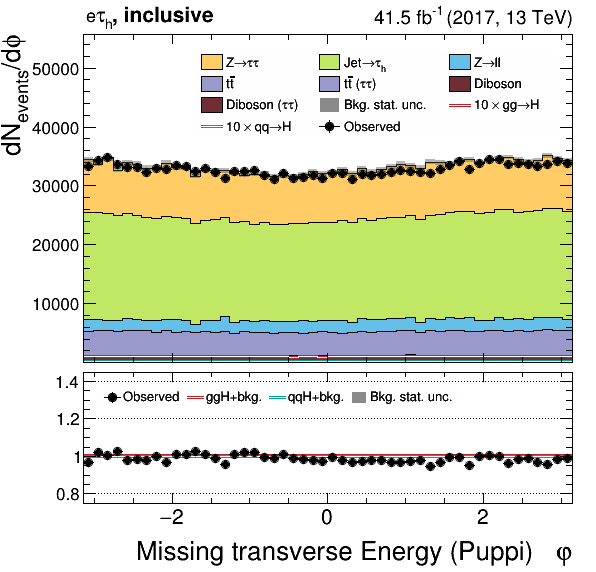 eτh, inclusive 41.5 fb⁻¹ (2017, 13 TeV)
dNevents/dϕ
50000
40000
30000
20000
10000
Z→ττ Jet→τh Z→ll
tt̄ tt̄ (ττ) Diboson
Diboson (ττ) Bkg. stat. unc. 10 × gg→H
10 × qq→H Observed
1.4
1.2
1.0
0.8
Observed ggH+bkg. qqH+bkg. Bkg. stat. unc.
−2 0 2
Missing transverse Energy (Puppi) φ